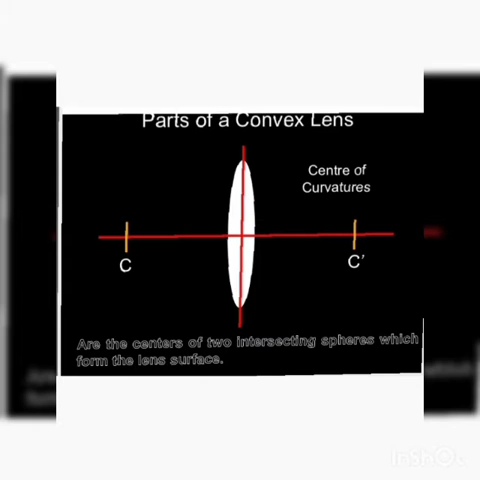 Parts of a Convex Lens
Centre of
Curvatures
C
C′
Are the centers of two intersecting spheres which
form the lens surface.
InShOt